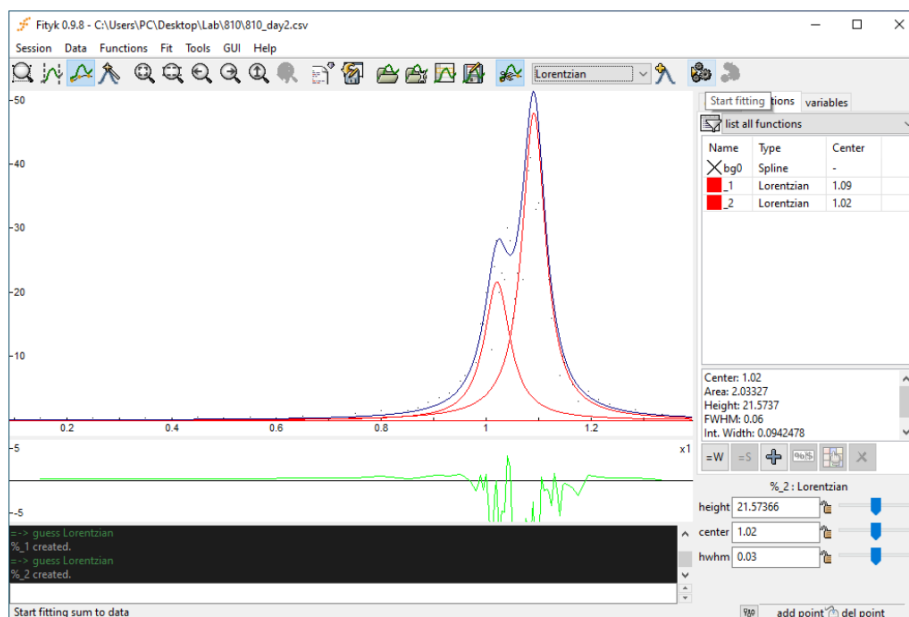 Fityk 0.9.8 - C:\Users\PC\Desktop\Lab\810\810_day2.csv
Session Data Functions Fit Tools GUI Help
Lorentzian
Start fitting
variables
list all functions
Name Type Center
bg0 Spline -
_1 Lorentzian 1.09
_2 Lorentzian 1.02
50
40
30
20
10
0
0.2 0.4 0.6 0.8 1 1.2
Center: 1.02
Area: 2.03327
Height: 21.5737
FWHM: 0.06
Int. Width: 0.0942478
=W =S
5 x1
-5
%_2 : Lorentzian
height 21.57366
center 1.02
hwhm 0.03
=-> guess Lorentzian
%_1 created.
=-> guess Lorentzian
%_2 created.
Start fitting sum to data
add point del point